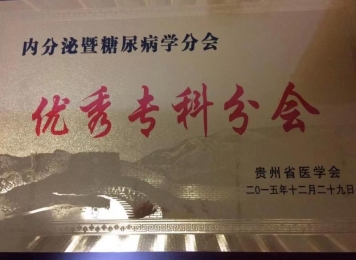 内分泌暨糖尿病学分会
优秀专科分会
贵州省医学会
二〇一五年十二月二十九日